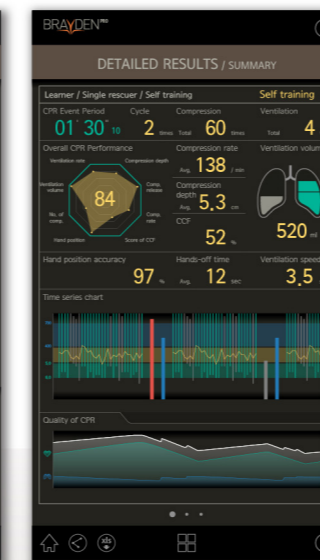 BRAYDEN PRO
DETAILED RESULTS / SUMMARY
Learner / Single rescuer / Self training Self training
CPR Event Period Cycle Compression Ventilation
01' 30" 10 2 times Total 60 times Total 4
Overall CPR Performance Compression rate Ventilation volum
Ventilation rate Compression depth
Avg. 138 / min
Ventilation volume Comp. release
84
Compression depth Avg. 5.3 cm
No. of comp. Comp. rate
CCF
52 % 520 ml
Hand position Score of CCF
Hand position accuracy Hands-off time Ventilation speed
97 % Avg. 12 sec 3.5
Time series chart
Quality of CPR
xls